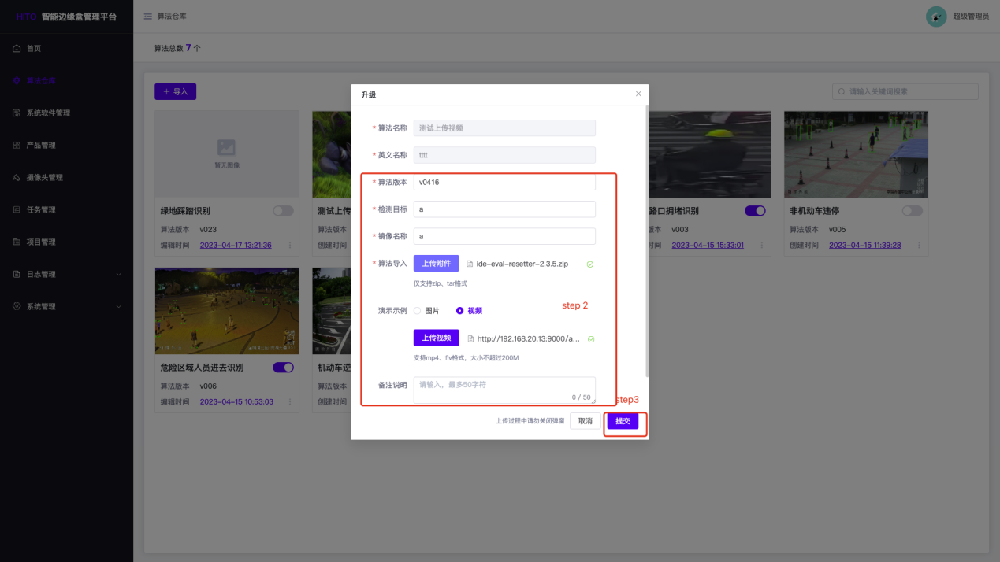 HITO 智能边缘盒管理平台
算法仓库
超级管理员
首页
算法仓库
系统软件管理
产品管理
摄像头管理
任务管理
项目管理
日志管理
系统管理
算法总数 7 个
+ 导入
请输入关键词搜索
暂无图像
绿地踩踏识别
算法版本 v023
编辑时间 2023-04-17 13:21:36
测试上传
算法版本
创建时间
路口拥堵识别
版本 v003
时间 2023-04-15 15:33:01
非机动车违停
算法版本 v005
创建时间 2023-04-15 11:39:28
危险区域人员进去识别
算法版本 v006
编辑时间 2023-04-15 10:53:03
机动车逆
算法版本
创建时间
升级
* 算法名称 测试上传视频
* 英文名称 tttt
* 算法版本 v0416
* 检测目标 a
* 镜像名称 a
* 算法导入 上传附件 ide-eval-resetter-2.3.5.zip
仅支持zip、tar格式
演示示例 图片 视频
step 2
上传视频 http://192.168.20.13:9000/a...
支持mp4、flv格式，大小不超过200M
备注说明 请输入，最多50字符
0 / 50
step3
上传过程中请勿关闭弹窗 取消 提交